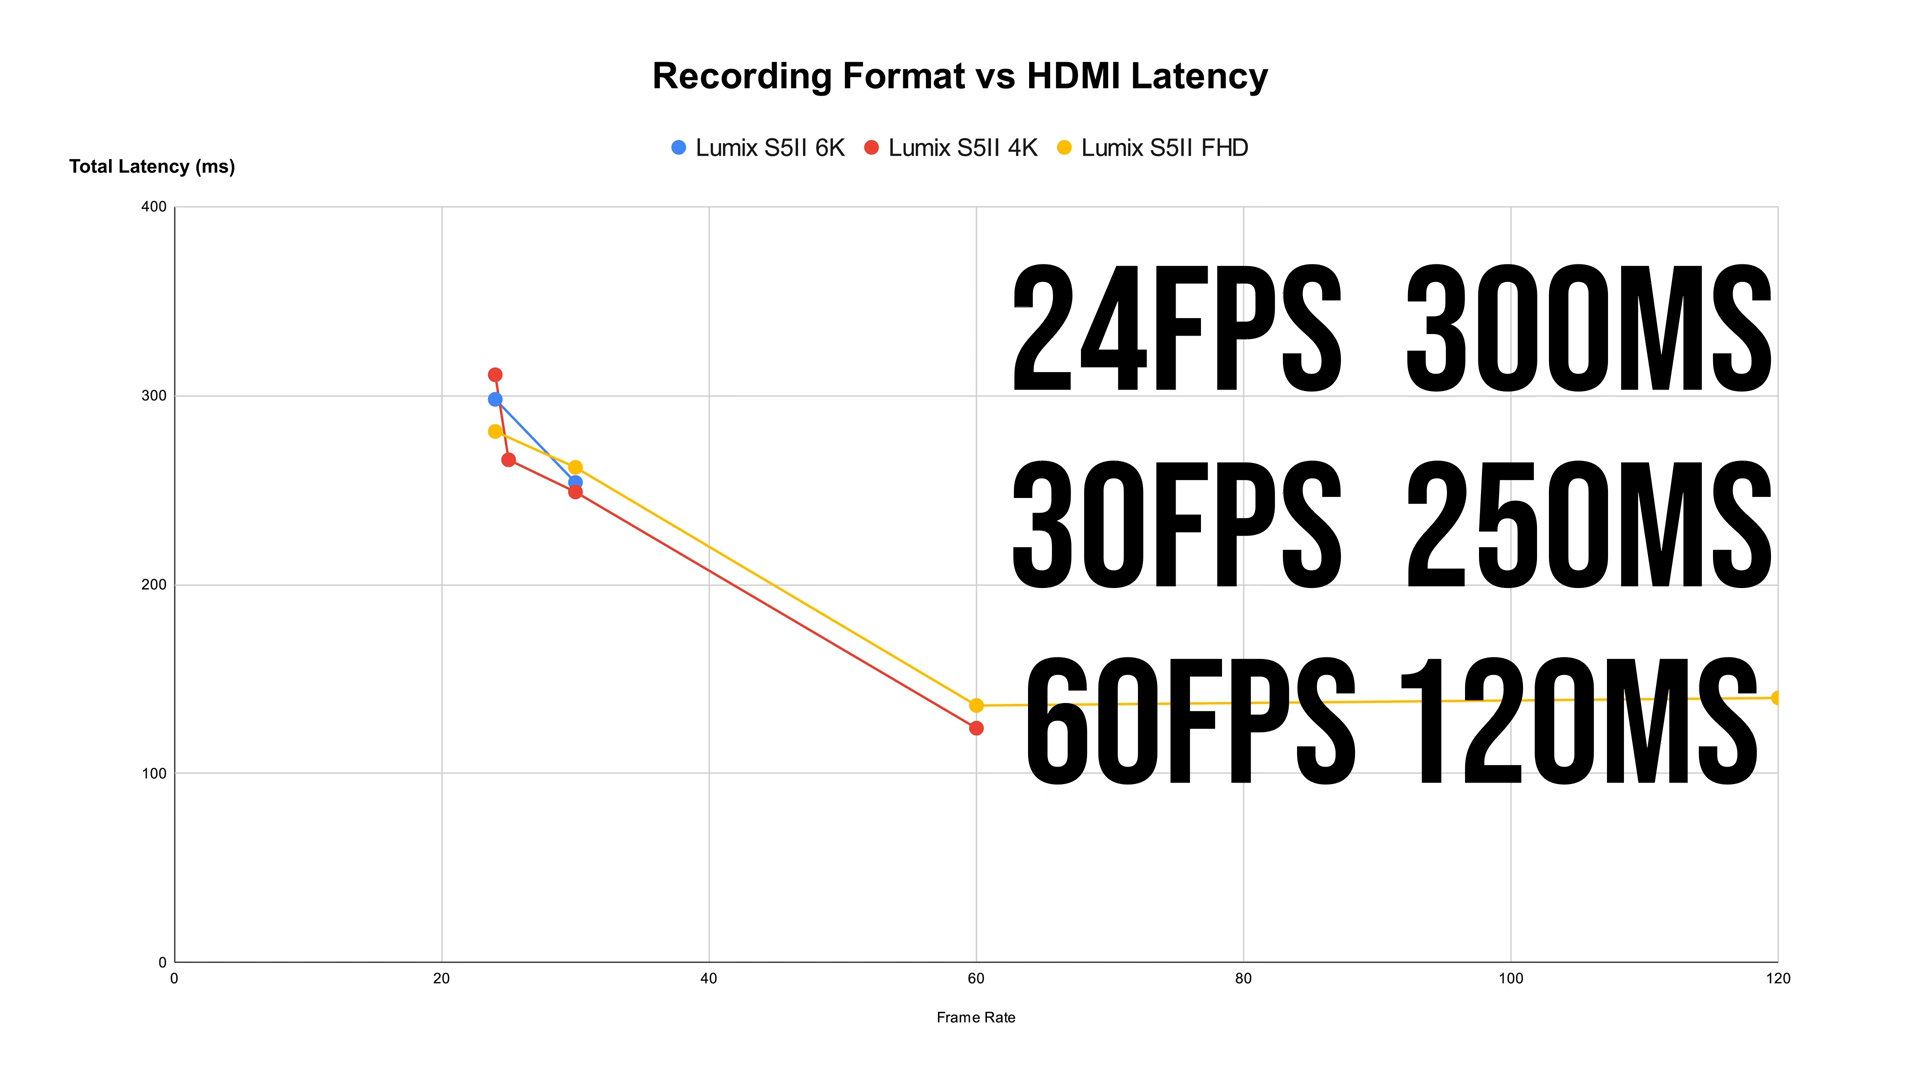 Recording Format vs HDMI Latency
Lumix S5II 6K Lumix S5II 4K Lumix S5II FHD
Total Latency (ms)
400
24FPS 300MS
300
30FPS 250MS
200
60FPS 120MS
100
0
0 20 40 60 80 100 120
Frame Rate